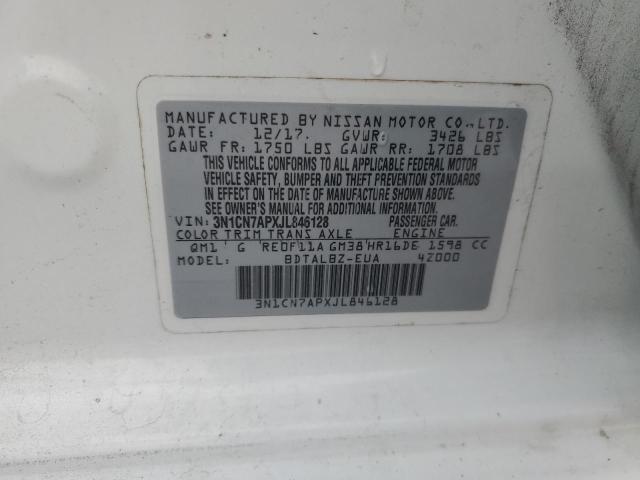 MANUFACTURED BY NISSAN MOTOR CO.,LTD.
DATE: 12/17. GVWR: 3426 LBS
GAWR FR: 1750 LBS GAWR RR: 1708 LBS
THIS VEHICLE CONFORMS TO ALL APPLICABLE FEDERAL MOTOR
VEHICLE SAFETY, BUMPER AND THEFT PREVENTION STANDARDS
IN EFFECT ON THE DATE OF MANUFACTURE SHOWN ABOVE.
SEE OWNER'S MANUAL FOR ADDITIONAL INFORMATION.
VIN: 3N1CN7APXJL846128 PASSENGER CAR.
COLOR TRIM TRANS AXLE ENGINE
QM1 G RE0F11A GM38 HR16DE 1598 CC
MODEL: BDTALBZ-EUA 42000
3N1CN7APXJL846128